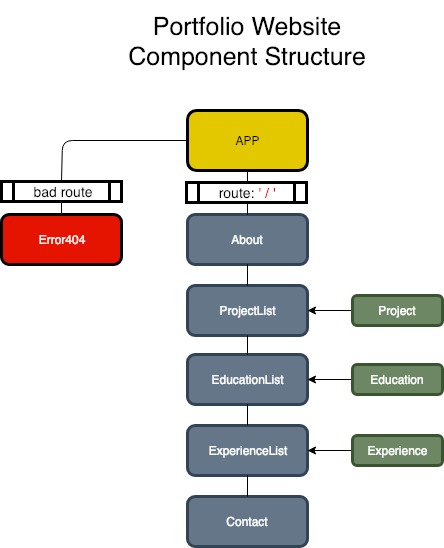 Portfolio Website
Component Structure
APP
bad route
route: '/'
Error404
About
ProjectList
Project
EducationList
Education
ExperienceList
Experience
Contact